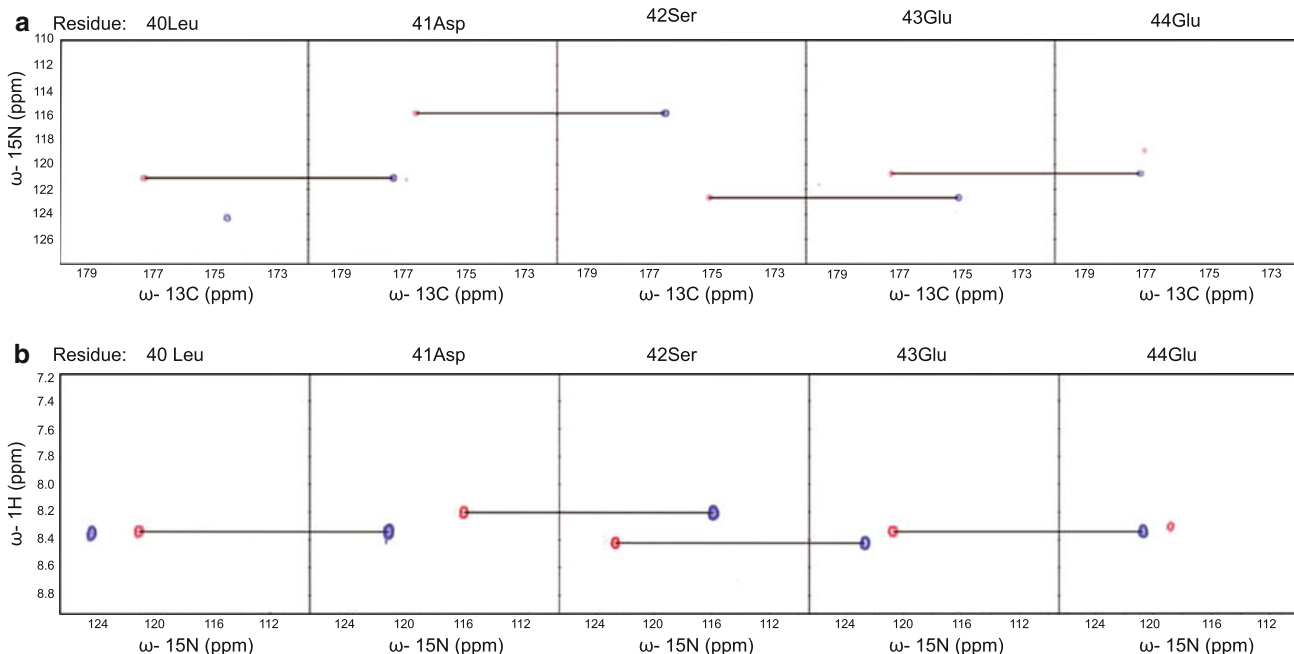 a Residue: 40Leu 41Asp 42Ser 43Glu 44Glu
110
112
114
116
118
120
122
124
126
ω- 15N (ppm)
179 177 175 173 179 177 175 173 177 175 173 179 177 175 173 179 177 175 173
ω- 13C (ppm) ω- 13C (ppm) ω- 13C (ppm) ω- 13C (ppm) ω- 13C (ppm)
b Residue: 40 Leu 41Asp 42Ser 43Glu 44Glu
7.2
7.4
7.6
7.8
8.0
8.2
8.4
8.6
8.8
ω- 1H (ppm)
124 120 116 112 124 120 116 112 124 120 116 112 124 120 116 112 124 120 116 112
ω- 15N (ppm) ω- 15N (ppm) ω- 15N (ppm) ω- 15N (ppm) ω- 15N (ppm)